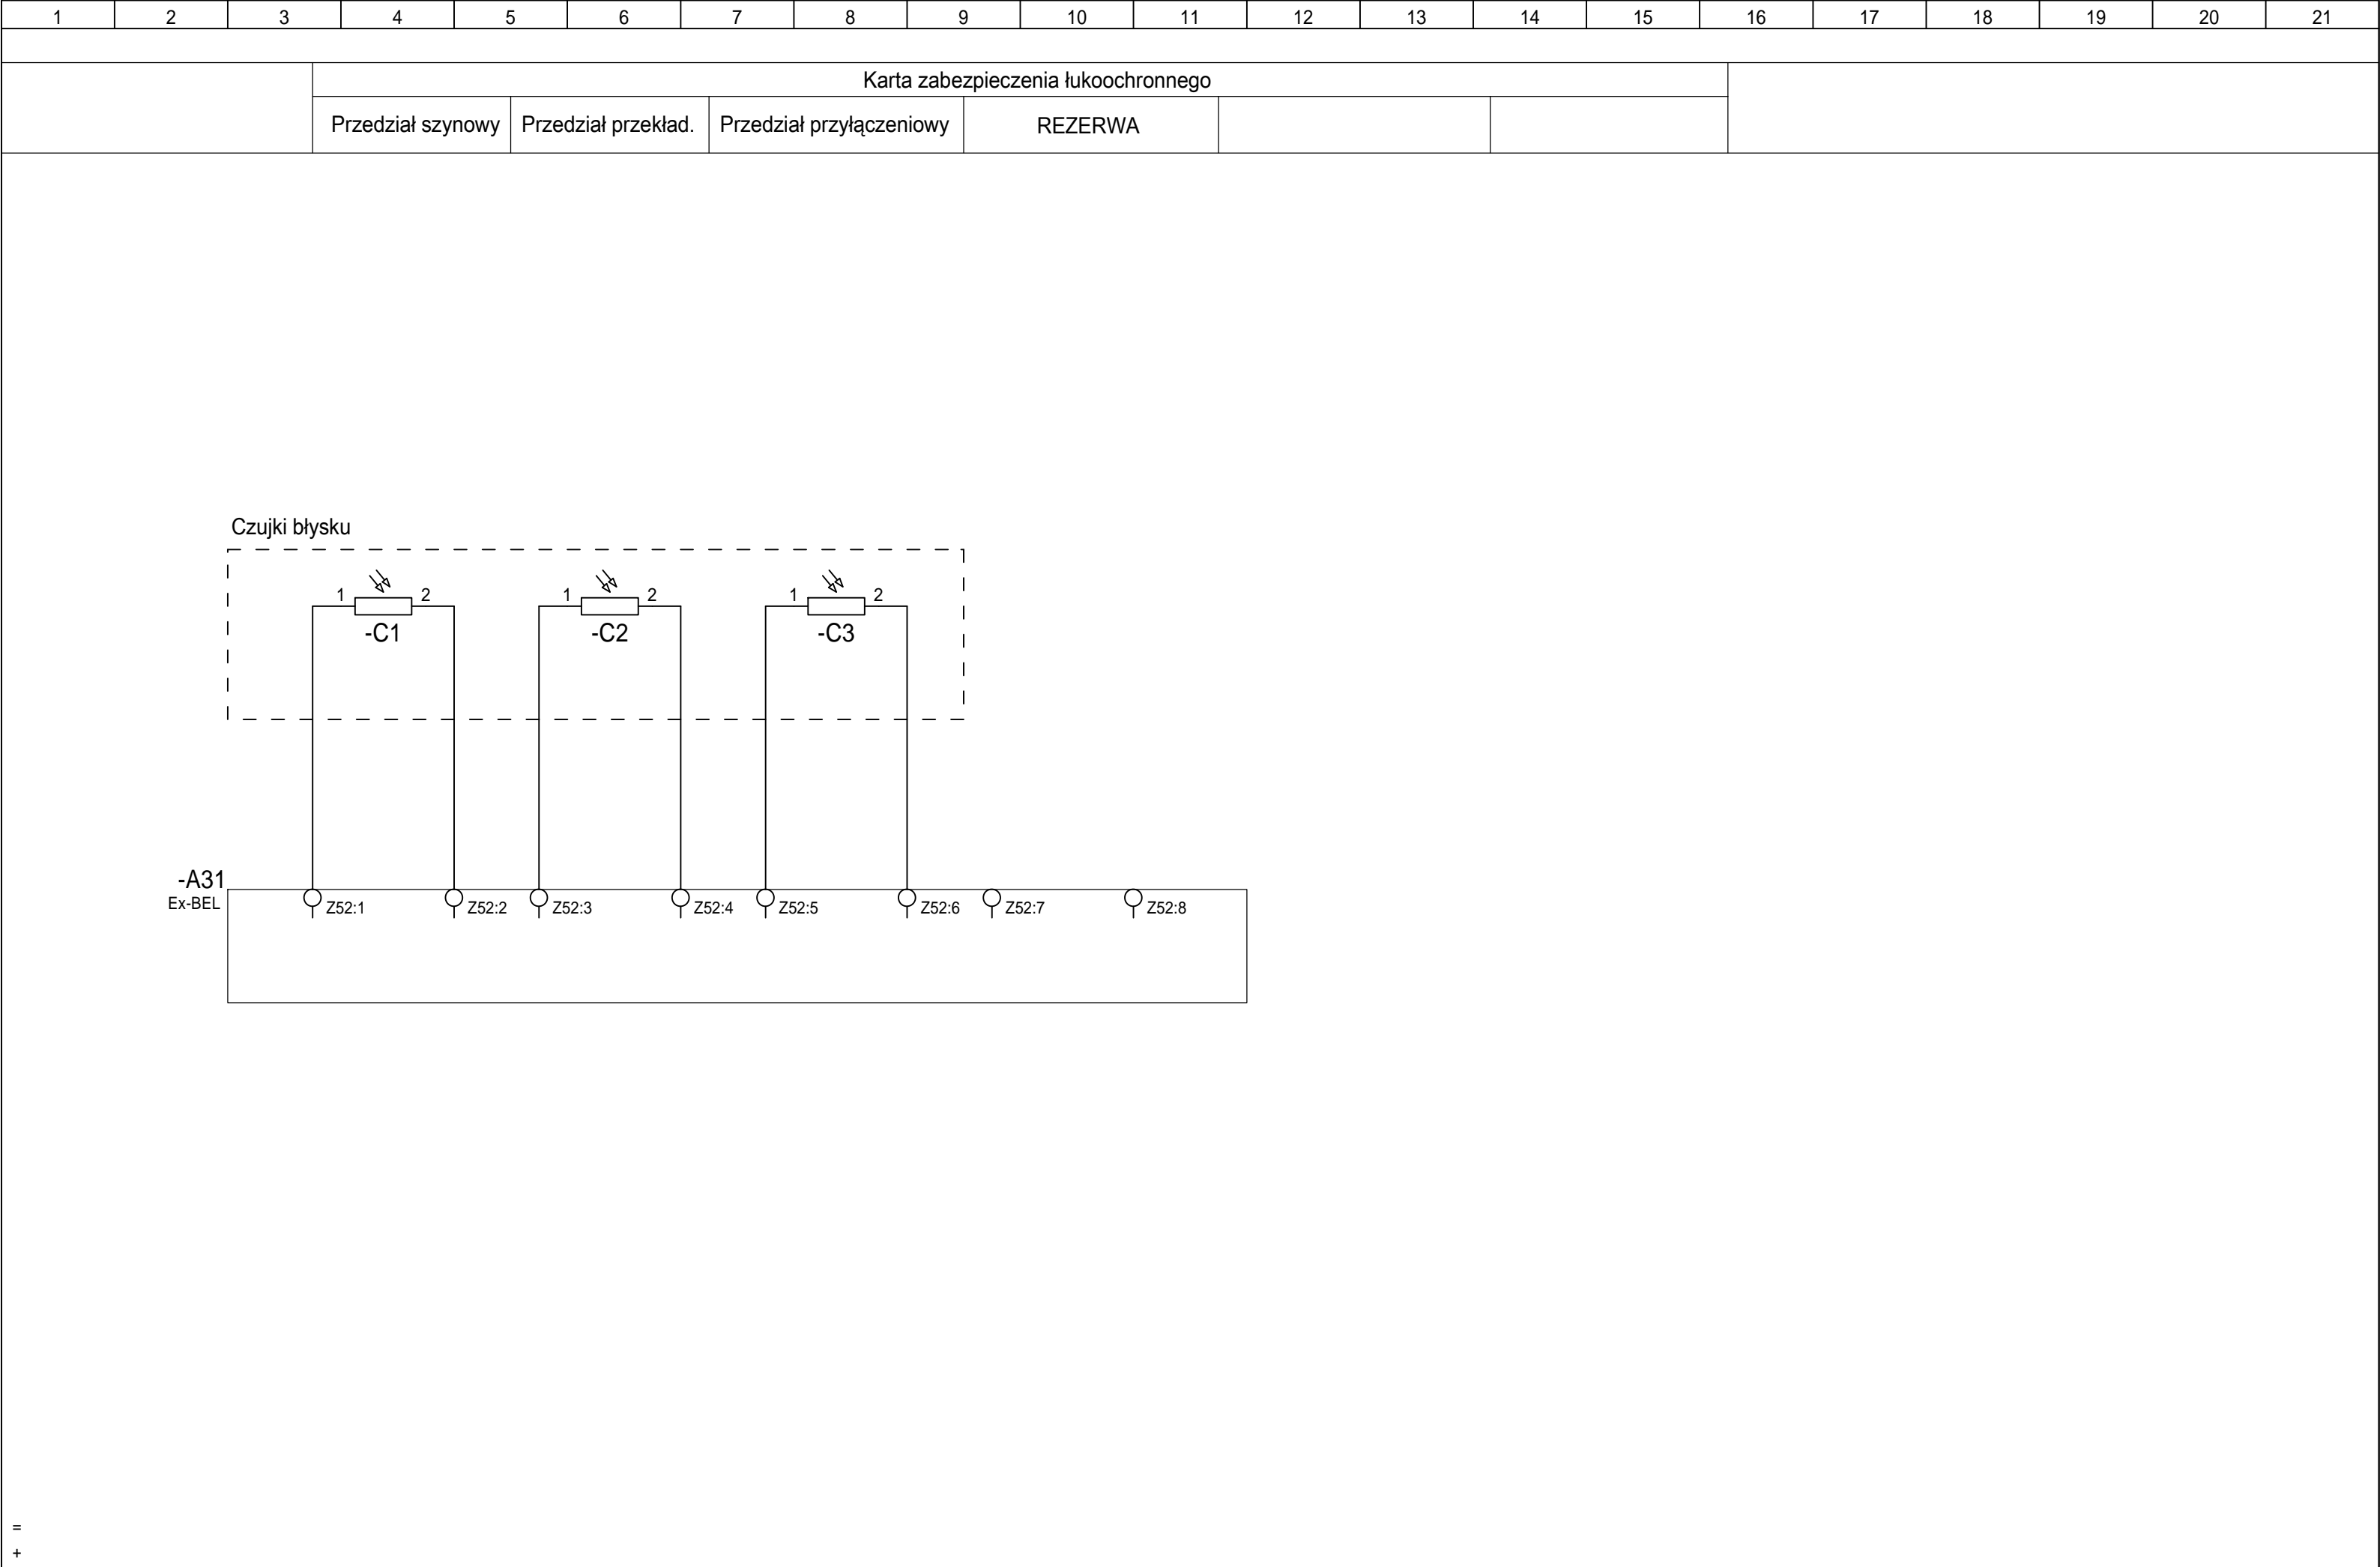 1 2 3 4 5 6 7 8 9 10 11 12 13 14 15 16 17 18 19 20 21
Karta zabezpieczenia łukoochronnego
Przedział szynowy Przedział przekład. Przedział przyłączeniowy REZERWA
Czujki błysku
1 2 1 2 1 2
-C1 -C2 -C3
-A31
Ex-BEL
Z52:1 Z52:2 Z52:3 Z52:4 Z52:5 Z52:6 Z52:7 Z52:8
=
+